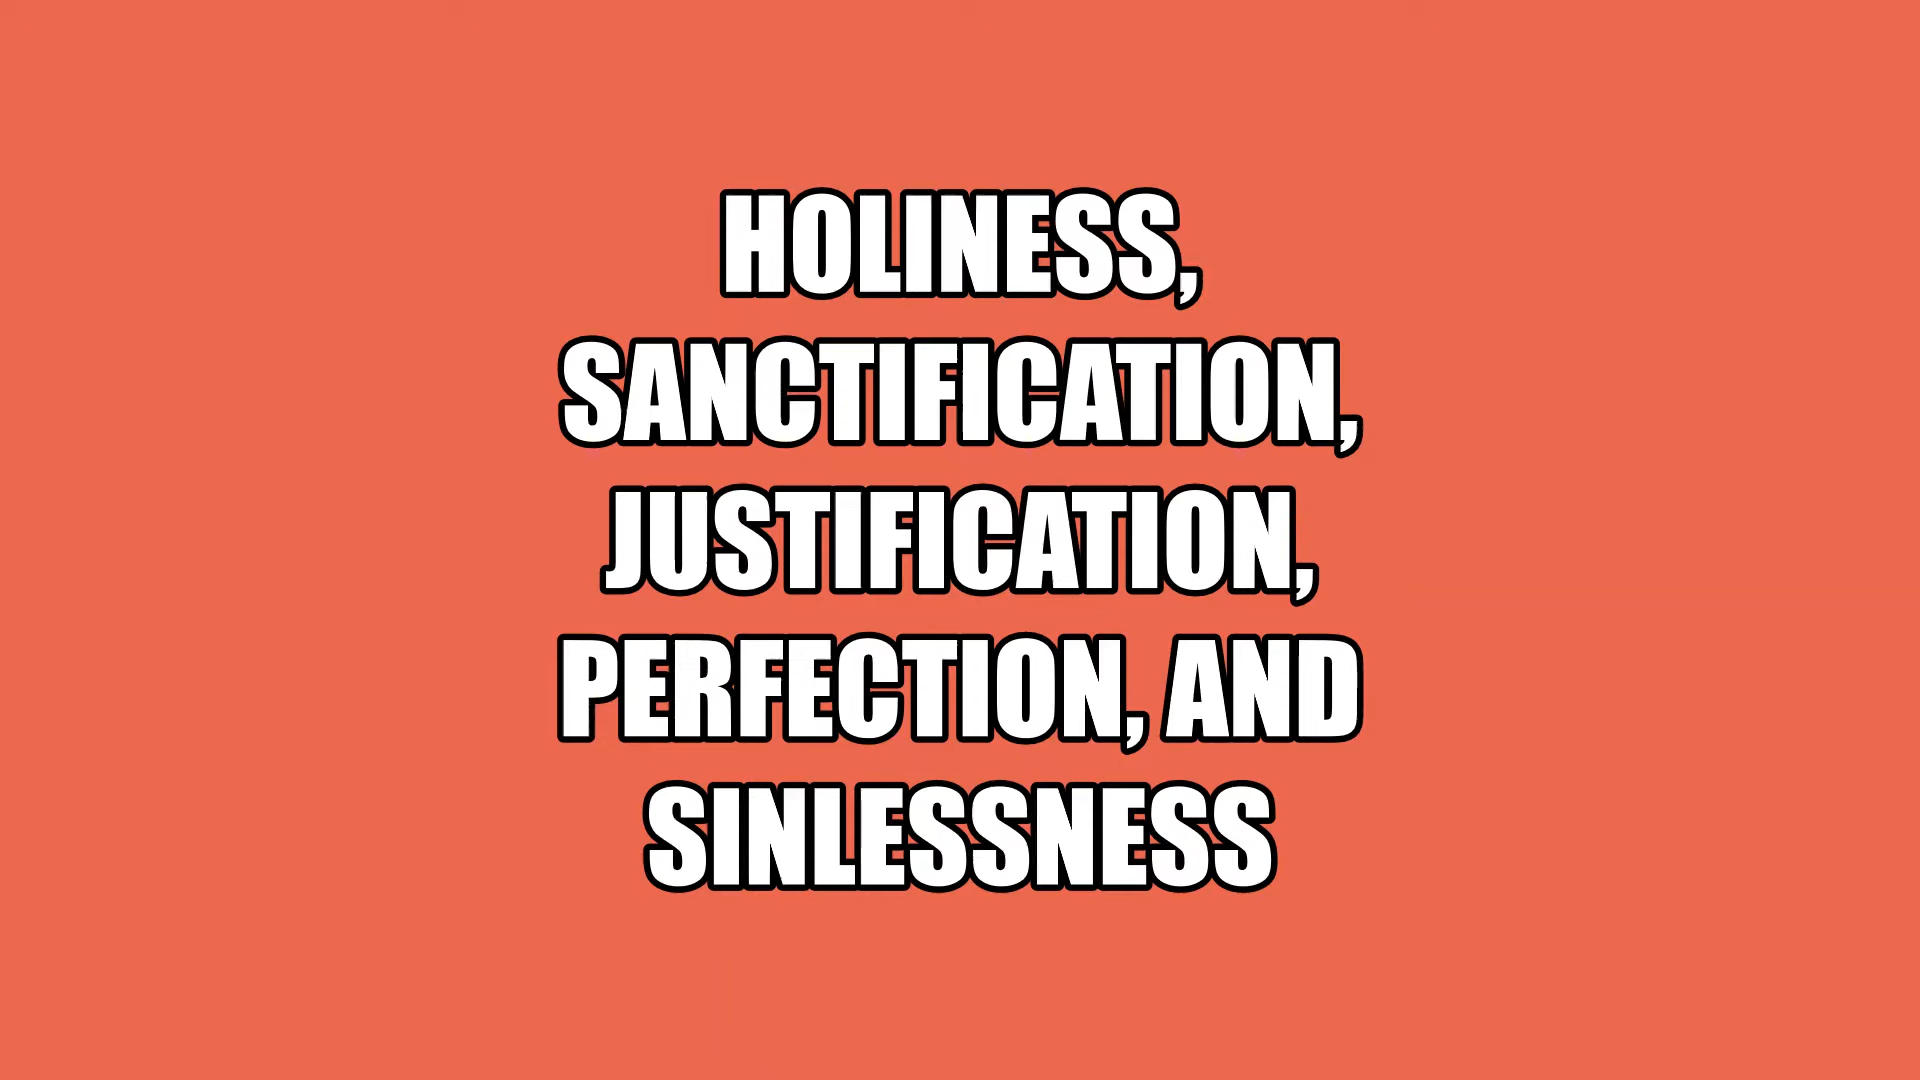 HOLINESS,
SANCTIFICATION,
JUSTIFICATION,
PERFECTION, AND
SINLESSNESS